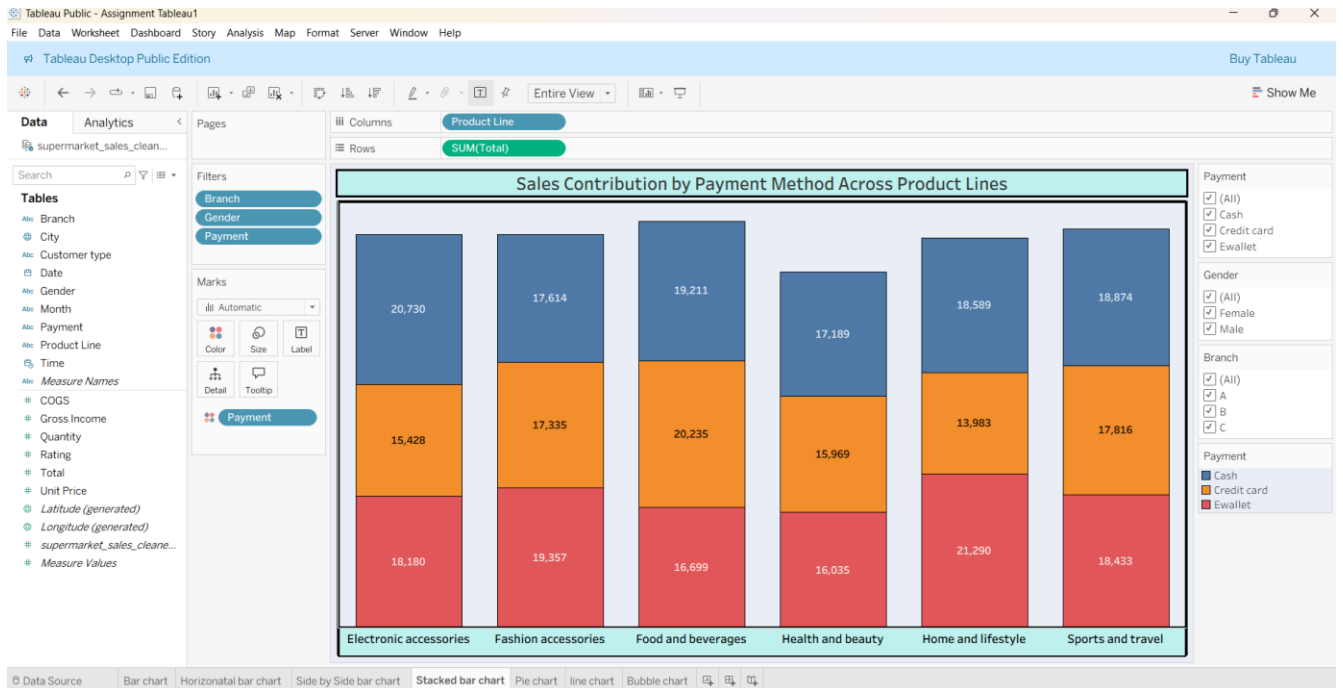 Tableau Public - Assignment Tableau1
File Data Worksheet Dashboard Story Analysis Map Format Server Window Help
Tableau Desktop Public Edition
Buy Tableau
Entire View
Show Me
Data
Analytics
supermarket_sales_clean...
Search
Tables
Abc Branch
City
Abc Customer type
Date
Abc Gender
Abc Month
Abc Payment
Abc Product Line
Time
Abc Measure Names
# COGS
# Gross Income
# Quantity
# Rating
# Total
# Unit Price
Latitude (generated)
Longitude (generated)
# supermarket_sales_cleane...
# Measure Values
Pages
Filters
Branch
Gender
Payment
Marks
Automatic
Color
Size
Label
Detail
Tooltip
Payment
Columns
Product Line
Rows
SUM(Total)
Sales Contribution by Payment Method Across Product Lines
20,730
17,614
19,211
17,189
18,589
18,874
15,428
17,335
20,235
15,969
13,983
17,816
18,180
19,357
16,699
16,035
21,290
18,433
Electronic accessories
Fashion accessories
Food and beverages
Health and beauty
Home and lifestyle
Sports and travel
Payment
(All)
Cash
Credit card
Ewallet
Gender
(All)
Female
Male
Branch
(All)
A
B
C
Payment
Cash
Credit card
Ewallet
Data Source
Bar chart
Horizonatal bar chart
Side by Side bar chart
Stacked bar chart
Pie chart
line chart
Bubble chart